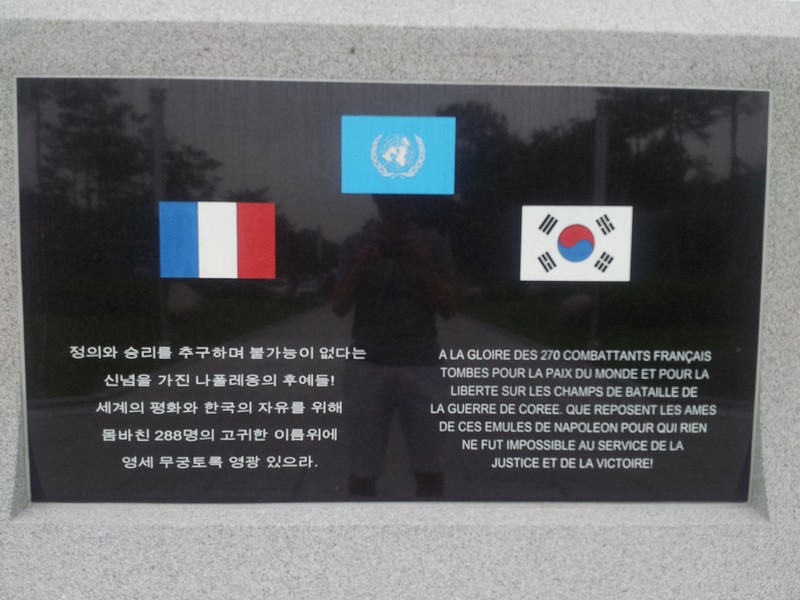 정의와 승리를 추구하며 불가능이 없다는
신념을 가진 나폴레옹의 후예들!
세계의 평화와 한국의 자유를 위해
몸바친 288명의 고귀한 이름위에
영세 무궁토록 영광 있으라.
A LA GLOIRE DES 270 COMBATTANTS FRANÇAIS
TOMBES POUR LA PAIX DU MONDE ET POUR LA
LIBERTE SUR LES CHAMPS DE BATAILLE DE
LA GUERRE DE COREE. QUE REPOSENT LES AMES
DE CES EMULES DE NAPOLEON POUR QUI RIEN
NE FUT IMPOSSIBLE AU SERVICE DE LA
JUSTICE ET DE LA VICTOIRE!